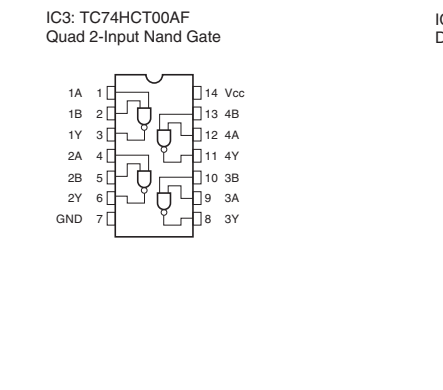 IC3: TC74HCT00AF
Quad 2-Input Nand Gate
1A 1 14 Vcc
1B 2 13 4B
1Y 3 12 4A
2A 4 11 4Y
2B 5 10 3B
2Y 6 9 3A
GND 7 8 3Y